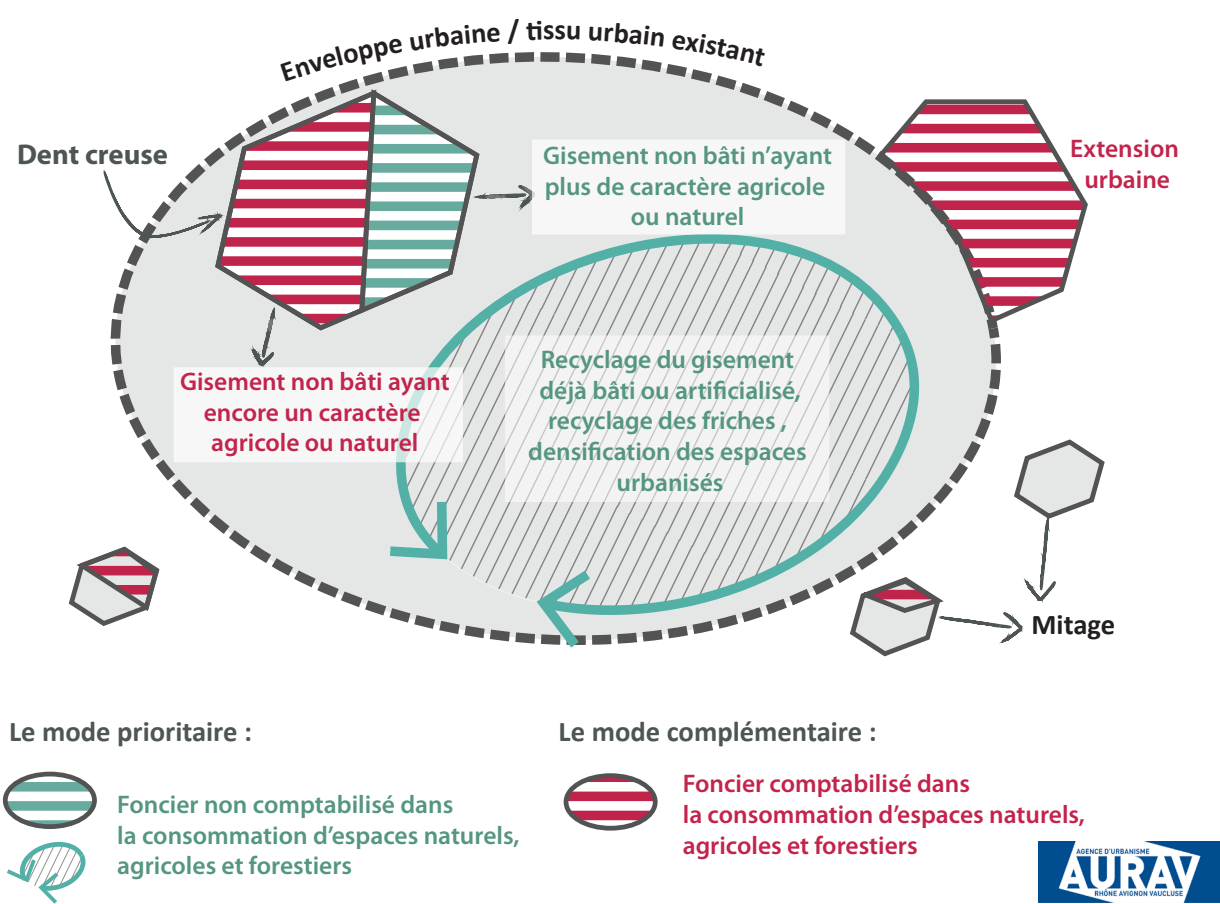 Enveloppe urbaine / tissu urbain existant
Dent creuse
Gisement non bâti n'ayant
plus de caractère agricole
ou naturel
Extension
urbaine
Gisement non bâti ayant
encore un caractère
agricole ou naturel
Recyclage du gisement
déjà bâti ou artificialisé,
recyclage des friches ,
densification des espaces
urbanisés
Mitage
Le mode prioritaire :
Foncier non comptabilisé dans
la consommation d'espaces naturels,
agricoles et forestiers
Le mode complémentaire :
Foncier comptabilisé dans
la consommation d'espaces naturels,
agricoles et forestiers
AGENCE D'URBANISME
AURAV
RHÔNE AVIGNON VAUCLUSE